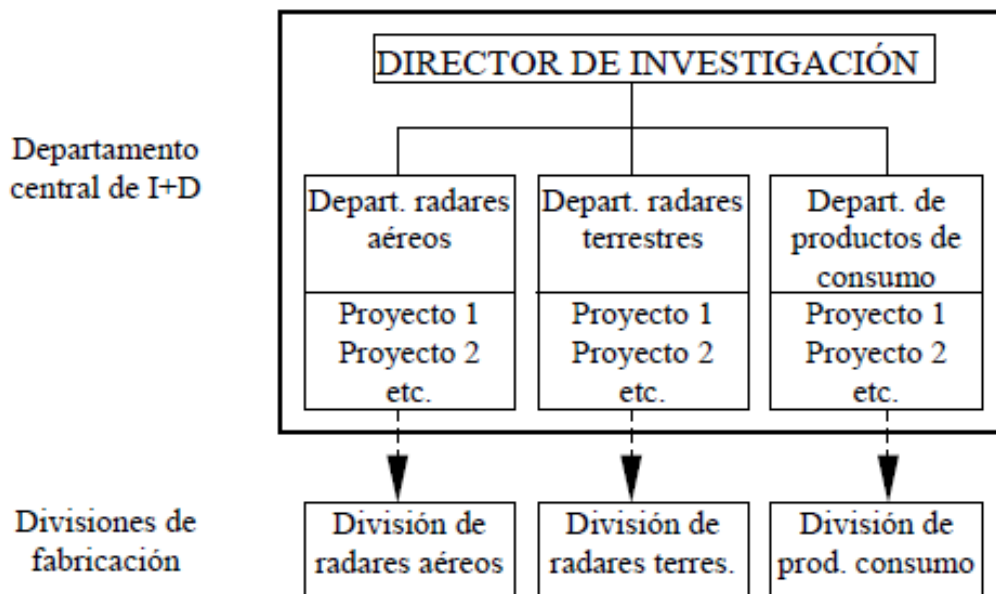 DIRECTOR DE INVESTIGACIÓN
Departamento
central de I+D
Depart. radares
aéreos
Proyecto 1
Proyecto 2
etc.
Depart. radares
terrestres
Proyecto 1
Proyecto 2
etc.
Depart. de
productos de
consumo
Proyecto 1
Proyecto 2
etc.
Divisiones de
fabricación
División de
radares aéreos
División de
radares terres.
División de
prod. consumo